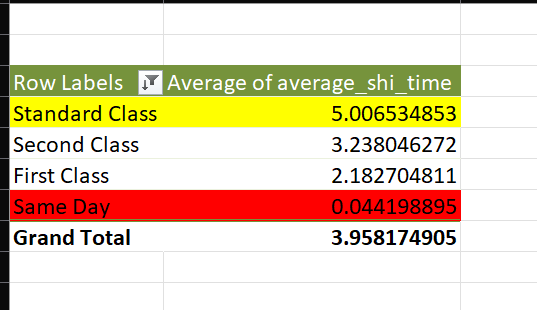 Row Labels Average of average_shi_time
Standard Class 5.006534853
Second Class 3.238046272
First Class 2.182704811
Same Day 0.044198895
Grand Total 3.958174905